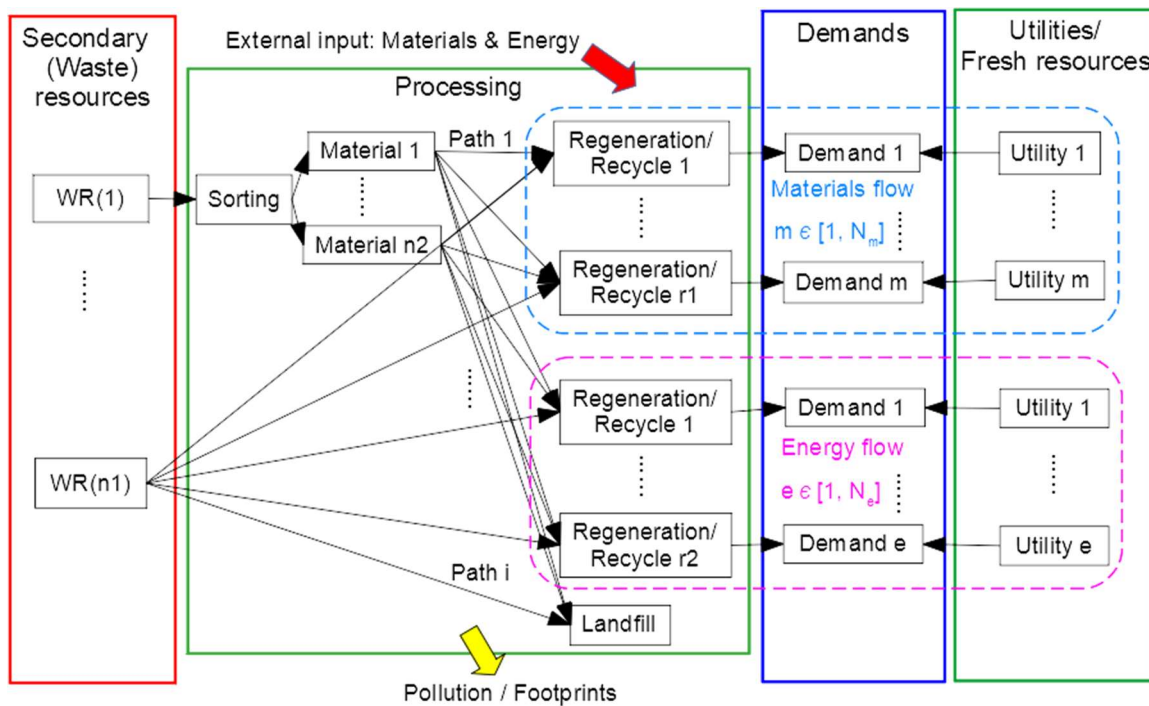 Secondary
(Waste)
resources
WR(1)
WR(n1)
External input: Materials & Energy
Processing
Sorting
Material 1
Material n2
Path 1
Path i
Regeneration/
Recycle 1
Regeneration/
Recycle r1
Regeneration/
Recycle 1
Regeneration/
Recycle r2
Landfill
Pollution / Footprints
Demands
Demand 1
Materials flow
m ϵ [1, Nₘ]
Demand m
Demand 1
Energy flow
e ϵ [1, Nₑ]
Demand e
Utilities/
Fresh resources
Utility 1
Utility m
Utility 1
Utility e